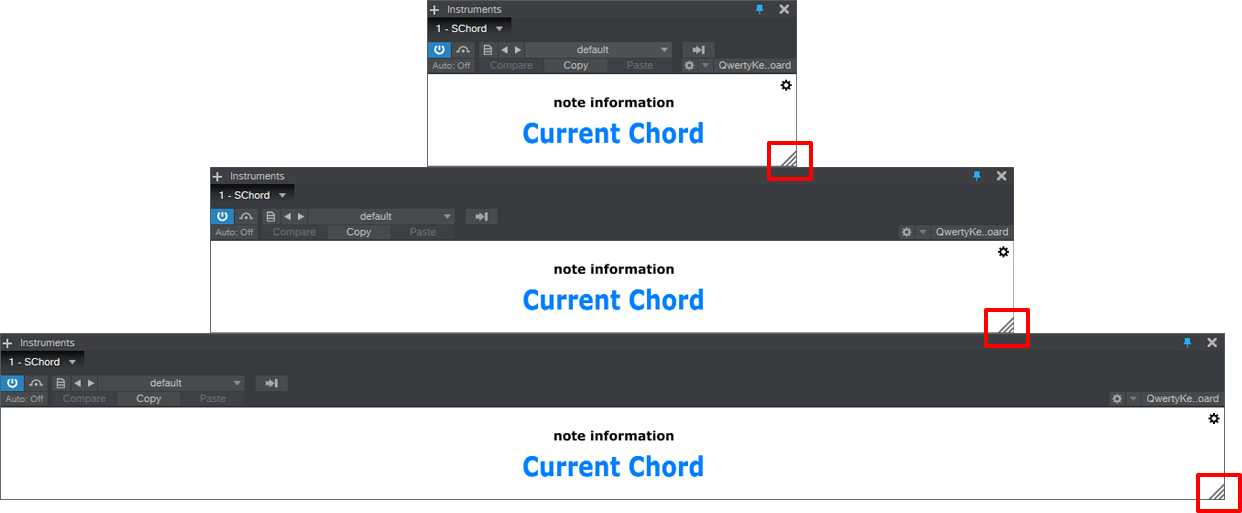 Instruments
1 - SChord
default
Auto: Off Compare Copy Paste QwertyKe..oard
note information
Current Chord
Instruments
1 - SChord
default
Auto: Off Compare Copy Paste QwertyKe..oard
note information
Current Chord
Instruments
1 - SChord
default
Auto: Off Compare Copy Paste QwertyKe..oard
note information
Current Chord